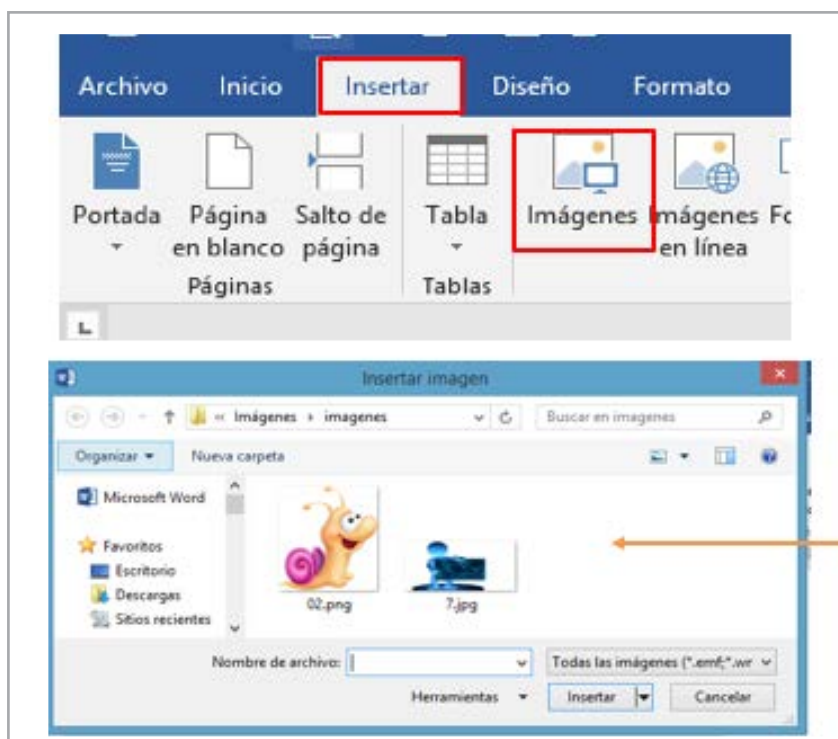 Archivo Inicio Insertar Diseño Formato
Portada Página en blanco Salto de página Tabla Imágenes Imágenes en línea
Páginas Tablas
Insertar imagen
« Imágenes imagenes Buscar en imagenes
Organizar Nueva carpeta
Microsoft Word
Favoritos
Escritorio
Descargas
Sitios recientes
02.png 7.jpg
Nombre de archivo: Todas las imágenes (*.emf;*.wr
Herramientas Insertar Cancelar